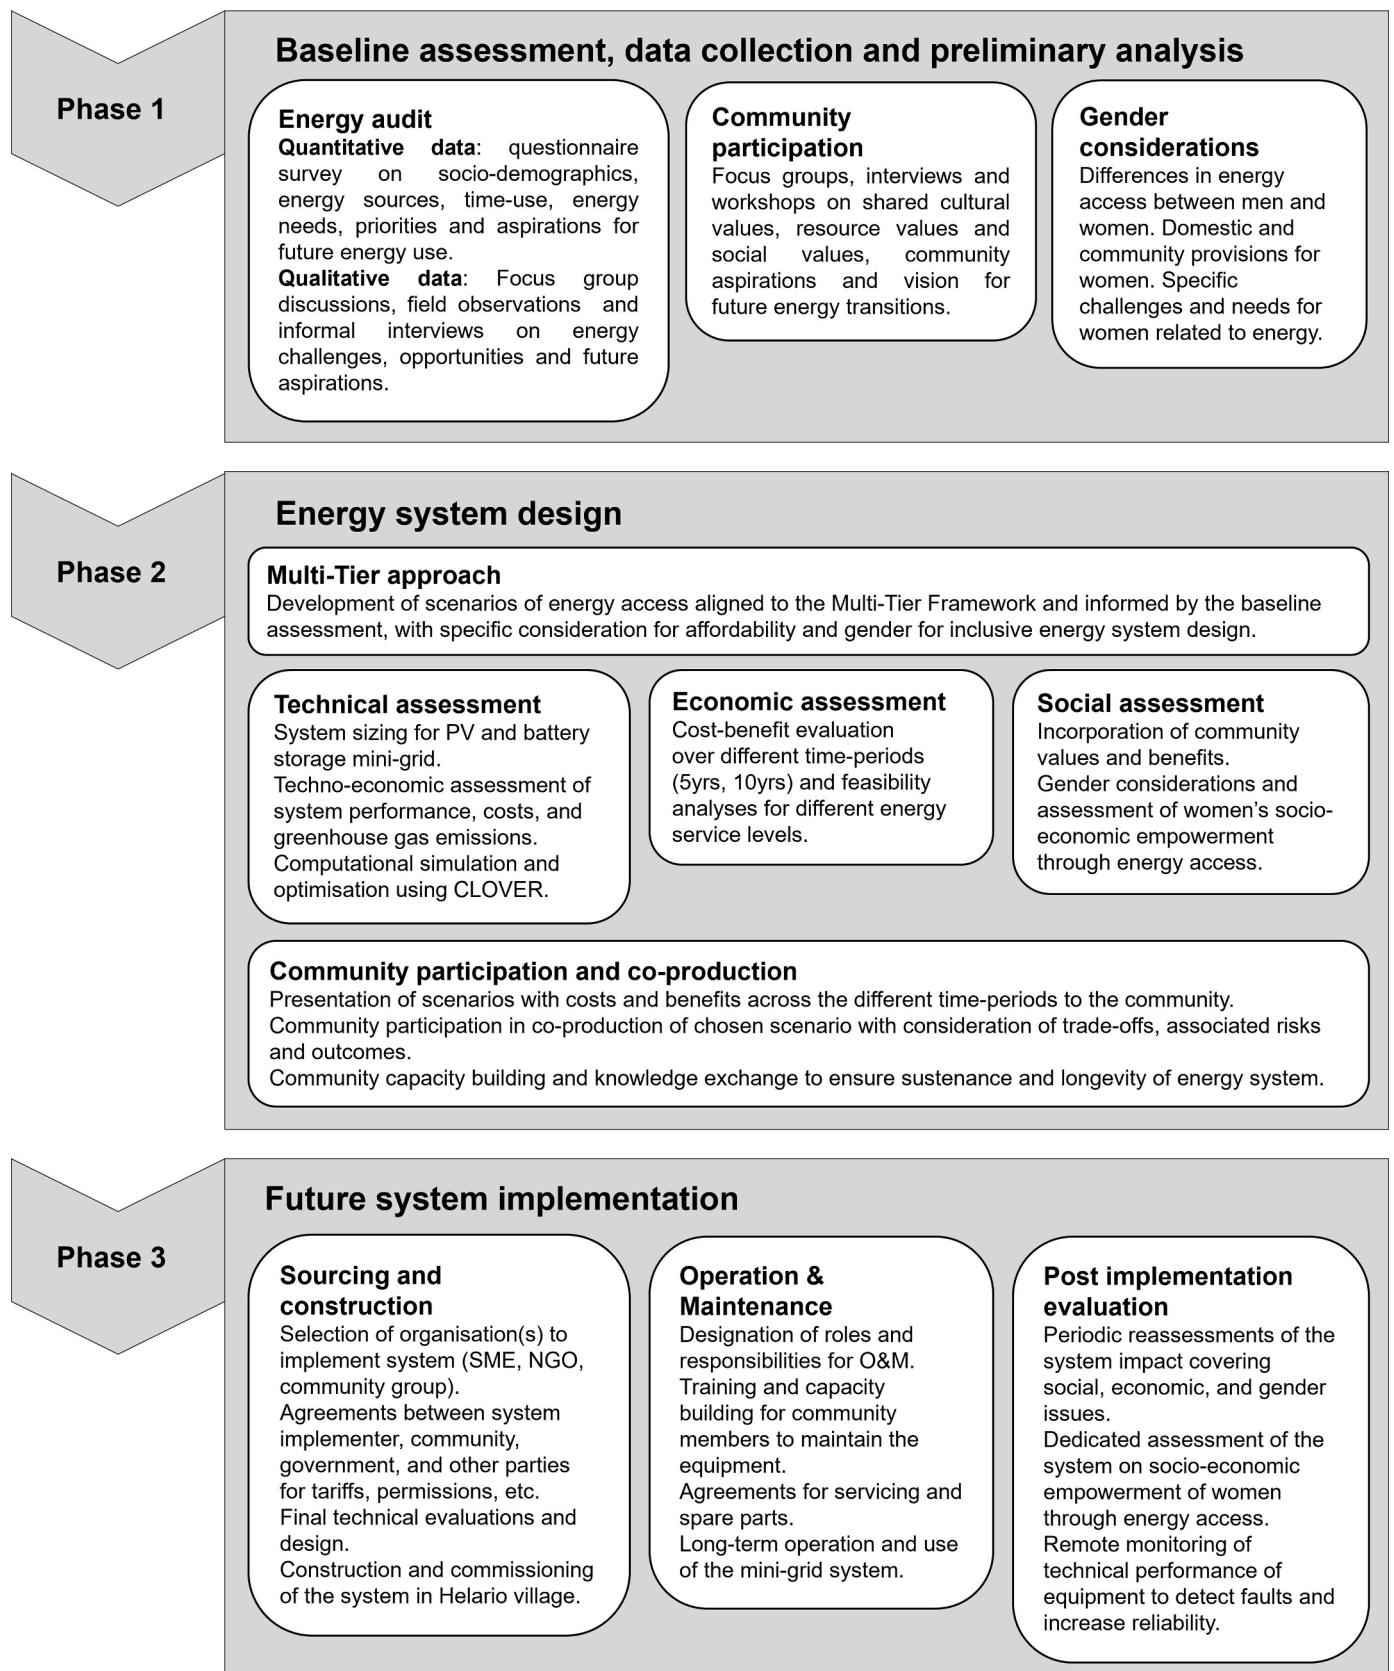 Phase 1
Baseline assessment, data collection and preliminary analysis
Energy audit
Quantitative data: questionnaire
survey on socio-demographics,
energy sources, time-use, energy
needs, priorities and aspirations for
future energy use.
Qualitative data: Focus group
discussions, field observations and
informal interviews on energy
challenges, opportunities and future
aspirations.
Community
participation
Focus groups, interviews and
workshops on shared cultural
values, resource values and
social values, community
aspirations and vision for
future energy transitions.
Gender
considerations
Differences in energy
access between men and
women. Domestic and
community provisions for
women. Specific
challenges and needs for
women related to energy.
Phase 2
Energy system design
Multi-Tier approach
Development of scenarios of energy access aligned to the Multi-Tier Framework and informed by the baseline
assessment, with specific consideration for affordability and gender for inclusive energy system design.
Technical assessment
System sizing for PV and battery
storage mini-grid.
Techno-economic assessment of
system performance, costs, and
greenhouse gas emissions.
Computational simulation and
optimisation using CLOVER.
Economic assessment
Cost-benefit evaluation
over different time-periods
(5yrs, 10yrs) and feasibility
analyses for different energy
service levels.
Social assessment
Incorporation of community
values and benefits.
Gender considerations and
assessment of women's socio-
economic empowerment
through energy access.
Community participation and co-production
Presentation of scenarios with costs and benefits across the different time-periods to the community.
Community participation in co-production of chosen scenario with consideration of trade-offs, associated risks
and outcomes.
Community capacity building and knowledge exchange to ensure sustenance and longevity of energy system.
Phase 3
Future system implementation
Sourcing and
construction
Selection of organisation(s) to
implement system (SME, NGO,
community group).
Agreements between system
implementer, community,
government, and other parties
for tariffs, permissions, etc.
Final technical evaluations and
design.
Construction and commissioning
of the system in Helario village.
Operation &
Maintenance
Designation of roles and
responsibilities for O&M.
Training and capacity
building for community
members to maintain the
equipment.
Agreements for servicing and
spare parts.
Long-term operation and use
of the mini-grid system.
Post implementation
evaluation
Periodic reassessments of the
system impact covering
social, economic, and gender
issues.
Dedicated assessment of the
system on socio-economic
empowerment of women
through energy access.
Remote monitoring of
technical performance of
equipment to detect faults and
increase reliability.